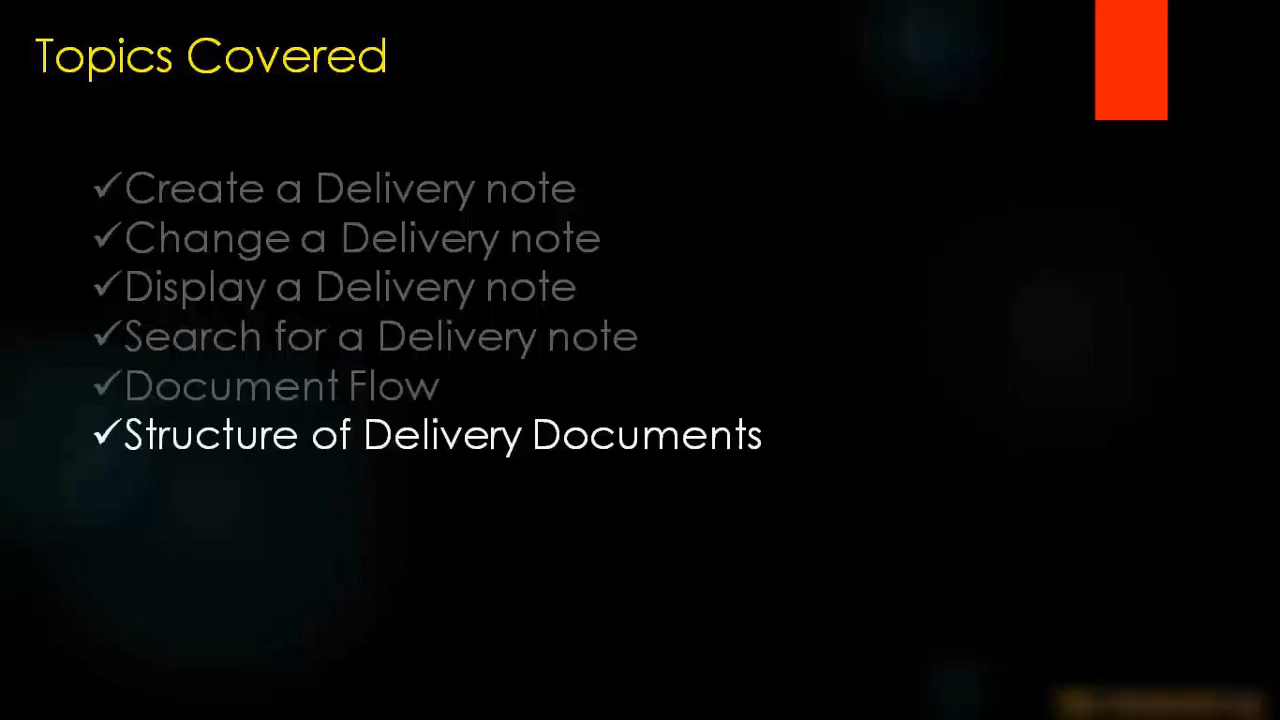 Topics Covered
✓Create a Delivery note
✓Change a Delivery note
✓Display a Delivery note
✓Search for a Delivery note
✓Document Flow
✓Structure of Delivery Documents